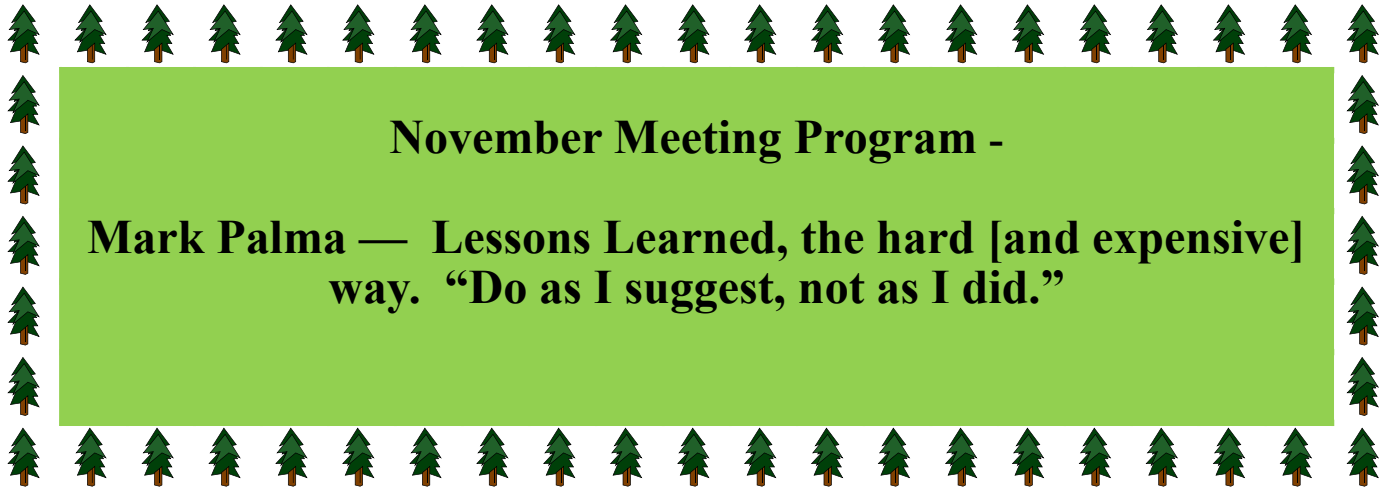 November Meeting Program -
Mark Palma — Lessons Learned, the hard [and expensive]
way. “Do as I suggest, not as I did.”